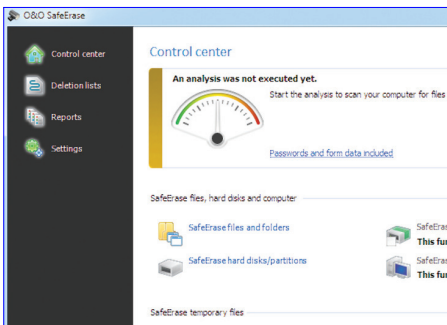 O&O SafeErase
Control center
Deletion lists
Reports
Settings
Control center
An analysis was not executed yet.
Start the analysis to scan your computer for files
Passwords and form data included
SafeErase files, hard disks and computer
SafeErase files and folders
SafeErase hard disks/partitions
SafeEras
This fun
SafeEras
This fun
SafeErase temporary files